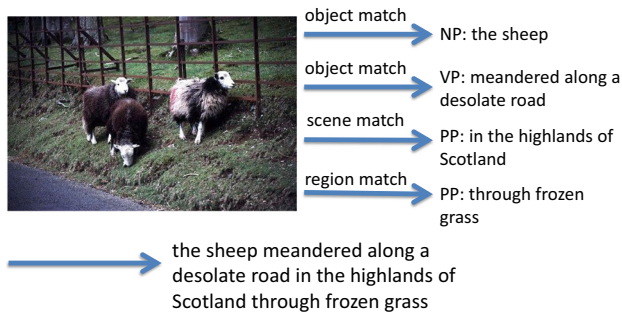 object match
NP: the sheep
object match
VP: meandered along a
desolate road
scene match
PP: in the highlands of
Scotland
region match
PP: through frozen
grass
the sheep meandered along a
desolate road in the highlands of
Scotland through frozen grass